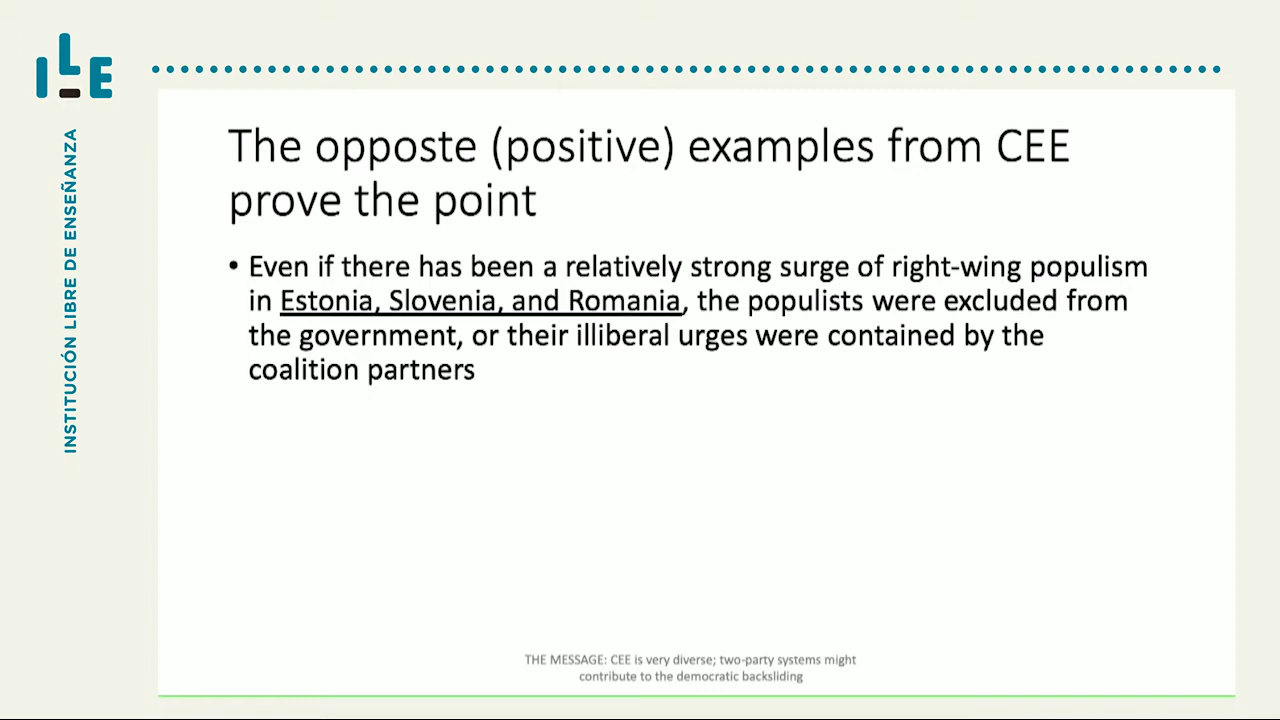 ILE
INSTITUCIÓN LIBRE DE ENSEÑANZA
The opposte (positive) examples from CEE
prove the point
• Even if there has been a relatively strong surge of right-wing populism
in Estonia, Slovenia, and Romania, the populists were excluded from
the government, or their illiberal urges were contained by the
coalition partners
THE MESSAGE: CEE is very diverse; two-party systems might
contribute to the democratic backsliding